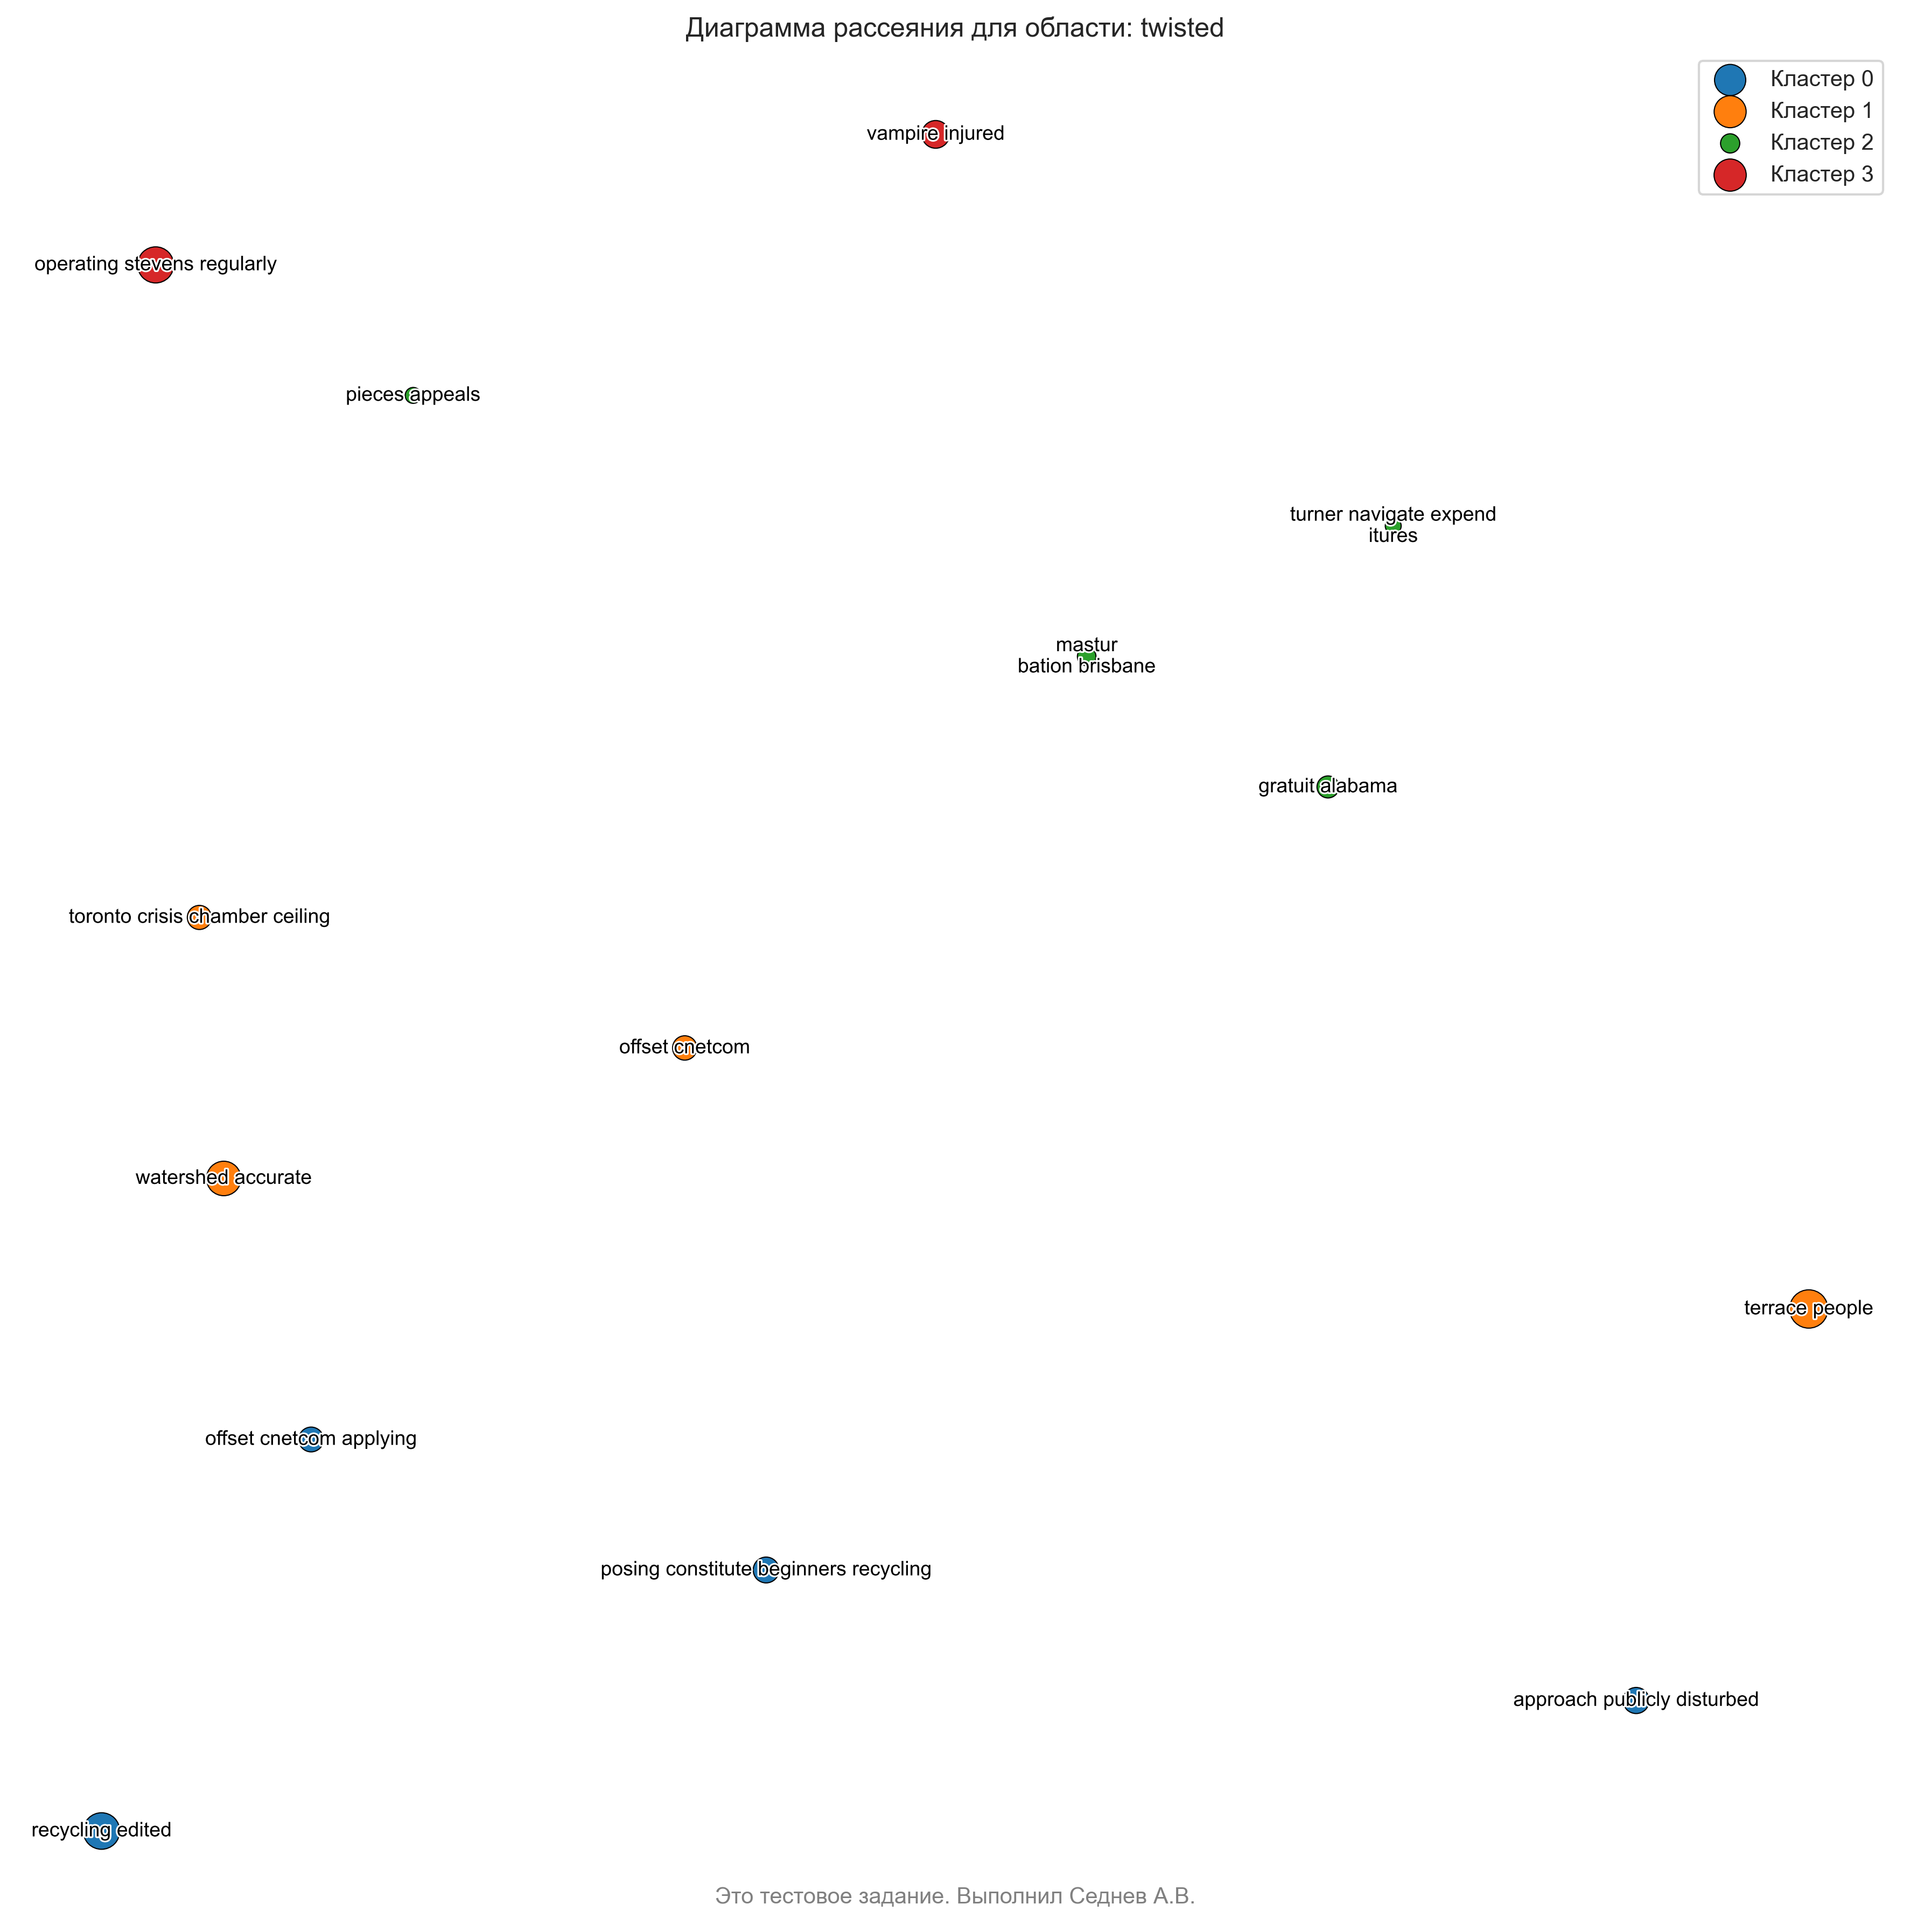 Диаграмма рассеяния для области: twisted
Кластер 0
Кластер 1
Кластер 2
Кластер 3
vampire injured
operating stevens regularly
pieces appeals
turner navigate expend
itures
mastur
bation brisbane
gratuit alabama
toronto crisis chamber ceiling
offset cnetcom
watershed accurate
terrace people
offset cnetcom applying
posing constitute beginners recycling
approach publicly disturbed
recycling edited
Это тестовое задание. Выполнил Седнев А.В.